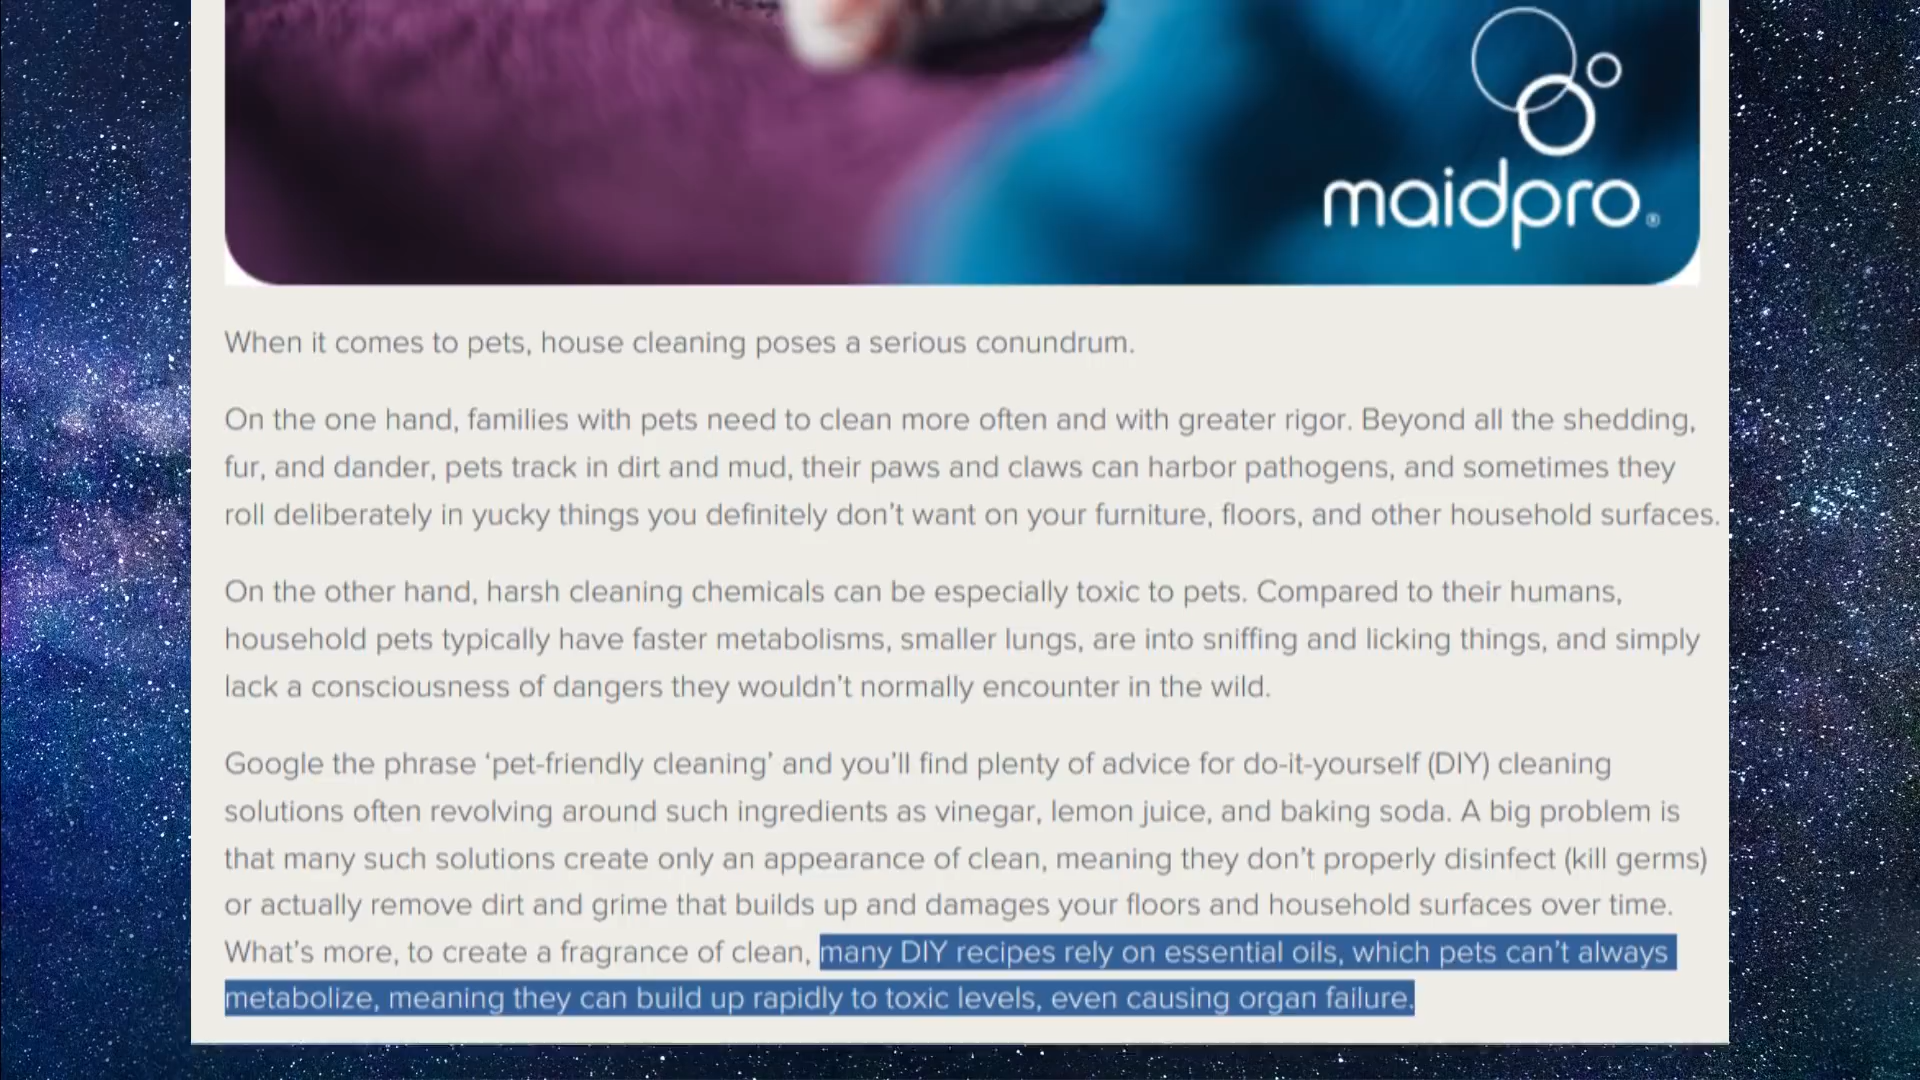 maidpro®
When it comes to pets, house cleaning poses a serious conundrum.
On the one hand, families with pets need to clean more often and with greater rigor. Beyond all the shedding,
fur, and dander, pets track in dirt and mud, their paws and claws can harbor pathogens, and sometimes they
roll deliberately in yucky things you definitely don’t want on your furniture, floors, and other household surfaces.
On the other hand, harsh cleaning chemicals can be especially toxic to pets. Compared to their humans,
household pets typically have faster metabolisms, smaller lungs, are into sniffing and licking things, and simply
lack a consciousness of dangers they wouldn’t normally encounter in the wild.
Google the phrase ‘pet-friendly cleaning’ and you’ll find plenty of advice for do-it-yourself (DIY) cleaning
solutions often revolving around such ingredients as vinegar, lemon juice, and baking soda. A big problem is
that many such solutions create only an appearance of clean, meaning they don’t properly disinfect (kill germs)
or actually remove dirt and grime that builds up and damages your floors and household surfaces over time.
What’s more, to create a fragrance of clean, many DIY recipes rely on essential oils, which pets can’t always
metabolize, meaning they can build up rapidly to toxic levels, even causing organ failure.